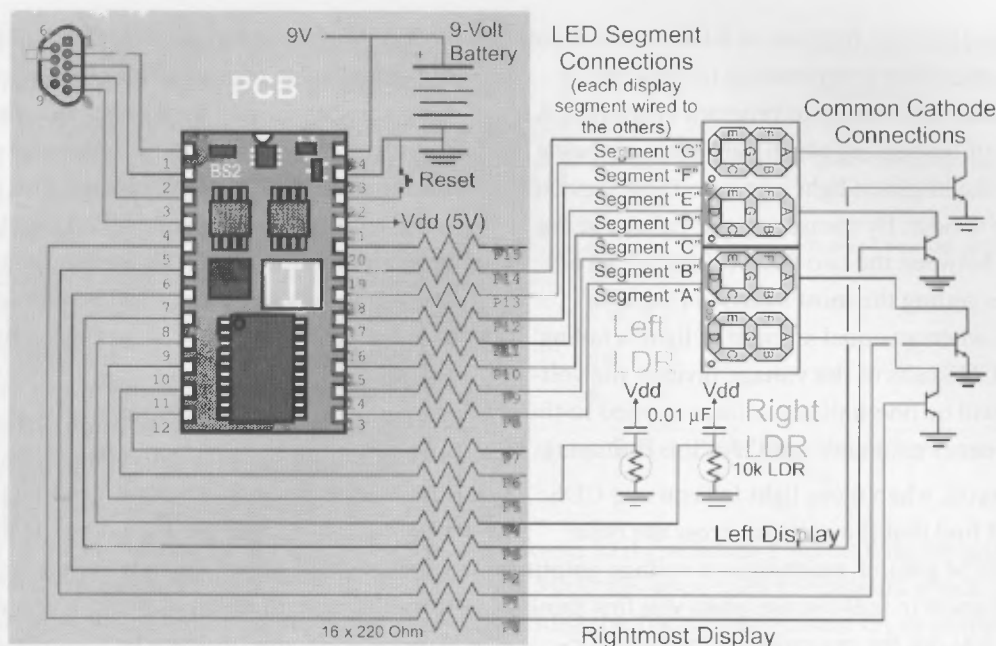 6
1
9
9V
9-Volt
Battery
+
PCB
BS2
1
2
3
4
5
6
7
8
9
10
11
12
21
20
19
18
17
16
15
14
13
Reset
Vdd (5V)
LED Segment
Connections
(each display
segment wired to
the others)
Segment "G"
Segment "F"
Segment "E"
Segment "D"
Segment "C"
Segment "B"
Segment "A"
Common Cathode
Connections
E F
D G A
C B
E F
D G A
C B
E F
D G A
C B
E F
D G A
C B
P15
P14
P13
P12
P11
P10
P9
P8
P7
P6
P5
P4
P3
P2
P1
P0
Left
LDR
Vdd
Vdd
0.01 µF
Right
LDR
10k LDR
Left Display
16 x 220 Ohm
Rightmost Display